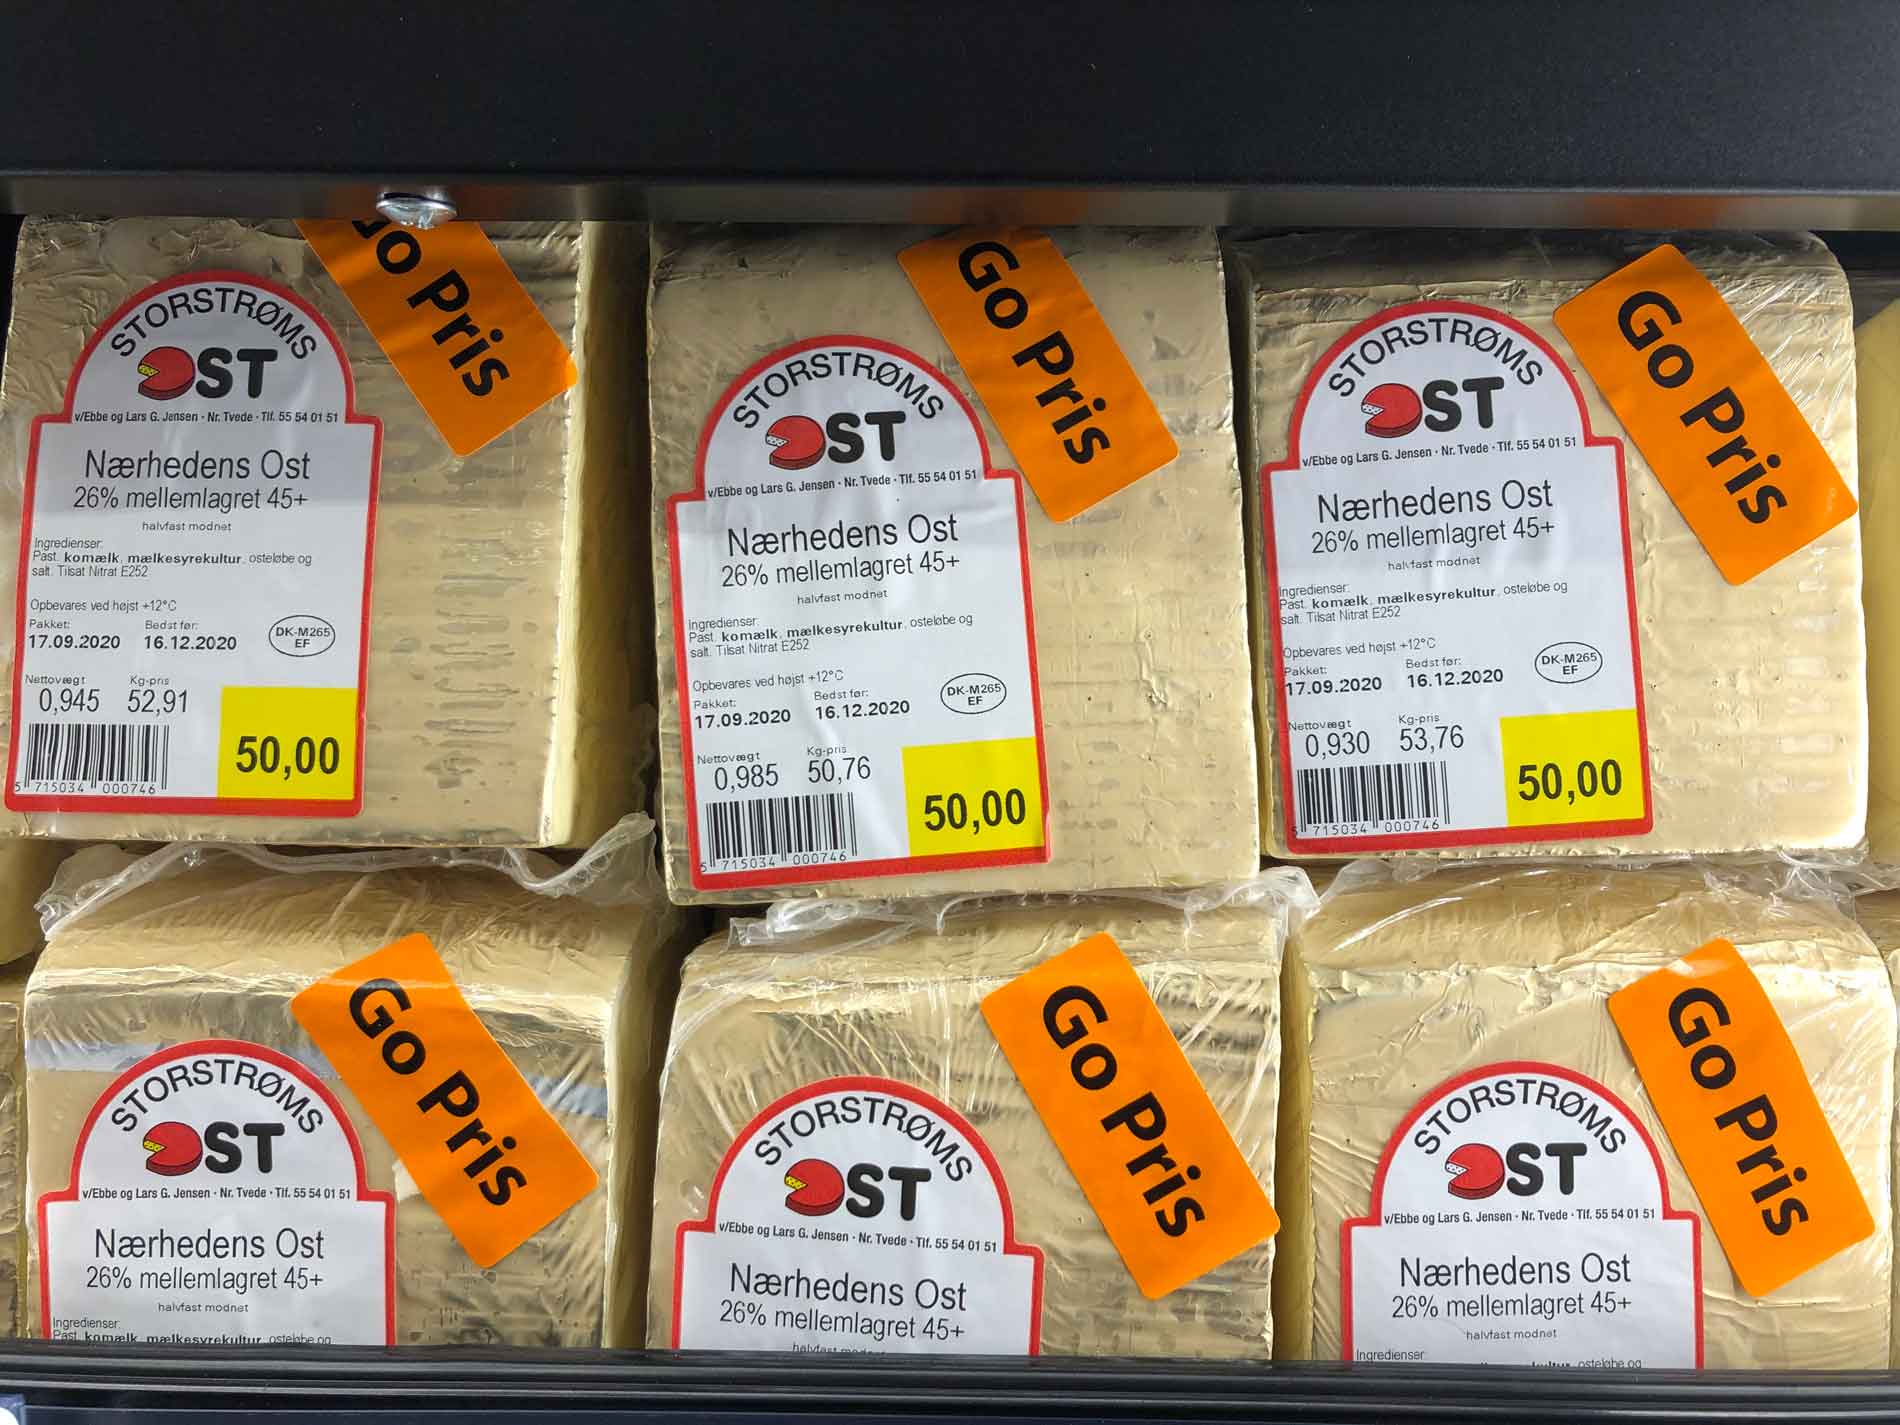 Go Pris
STORSTRØMS
OST
v/Ebbe og Lars G. Jensen · Nr. Tvede · Tlf. 55 54 01 51
Nærhedens Ost
26% mellemlagret 45+
halvfast modnet
Ingredienser:
Past. komælk, mælkesyrekultur, osteløbe og
salt. Tilsat Nitrat E252
Opbevares ved højst +12°C
Pakket: Bedst før:
17.09.2020 16.12.2020
DK-M265
EF
Nettovægt Kg-pris
0,945 52,91
50,00
5 715034 000746
Go Pris
STORSTRØMS
OST
v/Ebbe og Lars G. Jensen · Nr. Tvede · Tlf. 55 54 01 51
Nærhedens Ost
26% mellemlagret 45+
halvfast modnet
Ingredienser:
Past. komælk, mælkesyrekultur, osteløbe og
salt. Tilsat Nitrat E252
Opbevares ved højst +12°C
Pakket: Bedst før:
17.09.2020 16.12.2020
DK-M265
EF
Nettovægt Kg-pris
0,985 50,76
50,00
5 715034 000746
Go Pris
STORSTRØMS
OST
v/Ebbe og Lars G. Jensen · Nr. Tvede · Tlf. 55 54 01 51
Nærhedens Ost
26% mellemlagret 45+
halvfast modnet
Ingredienser:
Past. komælk, mælkesyrekultur, osteløbe og
salt. Tilsat Nitrat E252
Opbevares ved højst +12°C
Pakket: Bedst før:
17.09.2020 16.12.2020
DK-M265
EF
Nettovægt Kg-pris
0,930 53,76
50,00
5 715034 000746
Go Pris
STORSTRØMS
OST
v/Ebbe og Lars G. Jensen · Nr. Tvede · Tlf. 55 54 01 51
Nærhedens Ost
26% mellemlagret 45+
halvfast modnet
Ingredienser:
Past. komælk, mælkesyrekultur, osteløbe og
Go Pris
STORSTRØMS
OST
v/Ebbe og Lars G. Jensen · Nr. Tvede · Tlf. 55 54 01 51
Nærhedens Ost
26% mellemlagret 45+
halvfast modnet
Go Pris
STORSTRØMS
OST
v/Ebbe og Lars G. Jensen · Nr. Tvede · Tlf. 55 54 01 51
Nærhedens Ost
26% mellemlagret 45+
halvfast modnet
Ingredienser:
osteløbe og